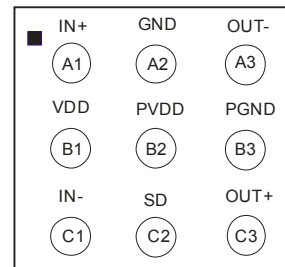 IN+ GND OUT-
A1 A2 A3
VDD PVDD PGND
B1 B2 B3
IN- SD OUT+
C1 C2 C3